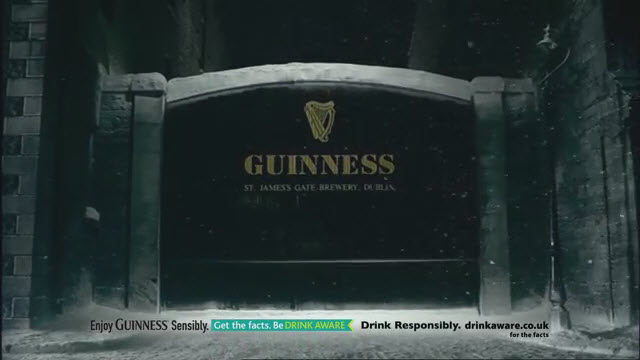 GUINNESS
ST. JAMES'S GATE BREWERY, DUBLIN.
Enjoy GUINNESS Sensibly. Get the facts. Be DRINK AWARE Drink Responsibly. drinkaware.co.uk
for the facts